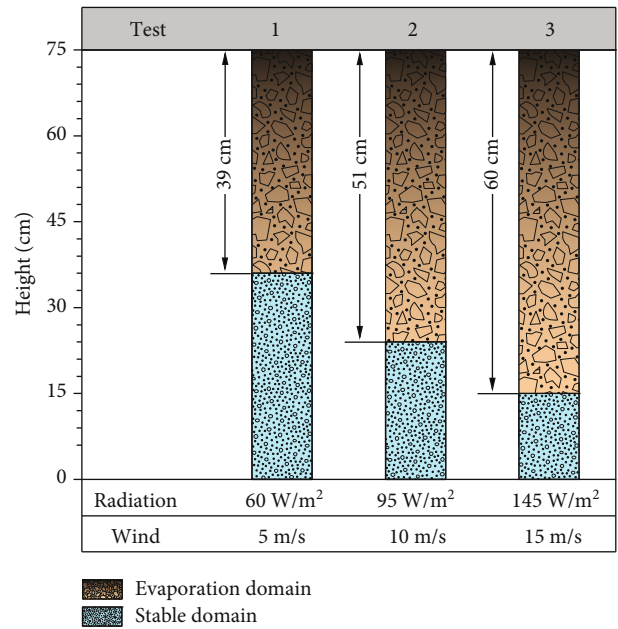 Test 1 2 3
75
60
45
30
15
0
Height (cm)
39 cm
51 cm
60 cm
Radiation 60 W/m² 95 W/m² 145 W/m²
Wind 5 m/s 10 m/s 15 m/s
Evaporation domain
Stable domain